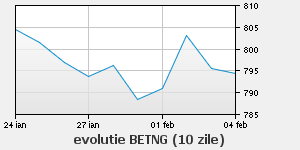 810
805
800
795
790
785
24 ian
27 ian
01 feb
04 feb
evolutie BETNG (10 zile)